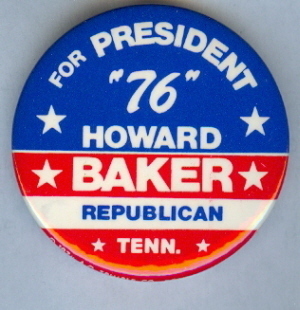 FOR PRESIDENT
"76"
HOWARD
BAKER
REPUBLICAN
TENN.